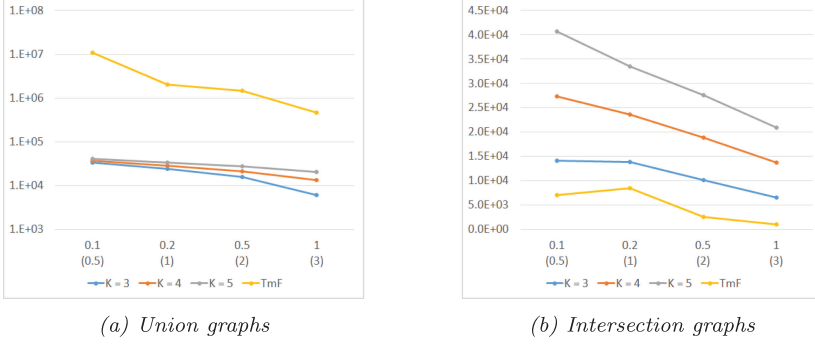 1.E+08
1.E+07
1.E+06
1.E+05
1.E+04
1.E+03
0.1 0.2 0.5 1
(0.5) (1) (2) (3)
K = 3 K = 4 K = 5 TmF
(a) Union graphs
4.5E+04
4.0E+04
3.5E+04
3.0E+04
2.5E+04
2.0E+04
1.5E+04
1.0E+04
5.0E+03
0.0E+00
0.1 0.2 0.5 1
(0.5) (1) (2) (3)
K = 3 K = 4 K = 5 TmF
(b) Intersection graphs